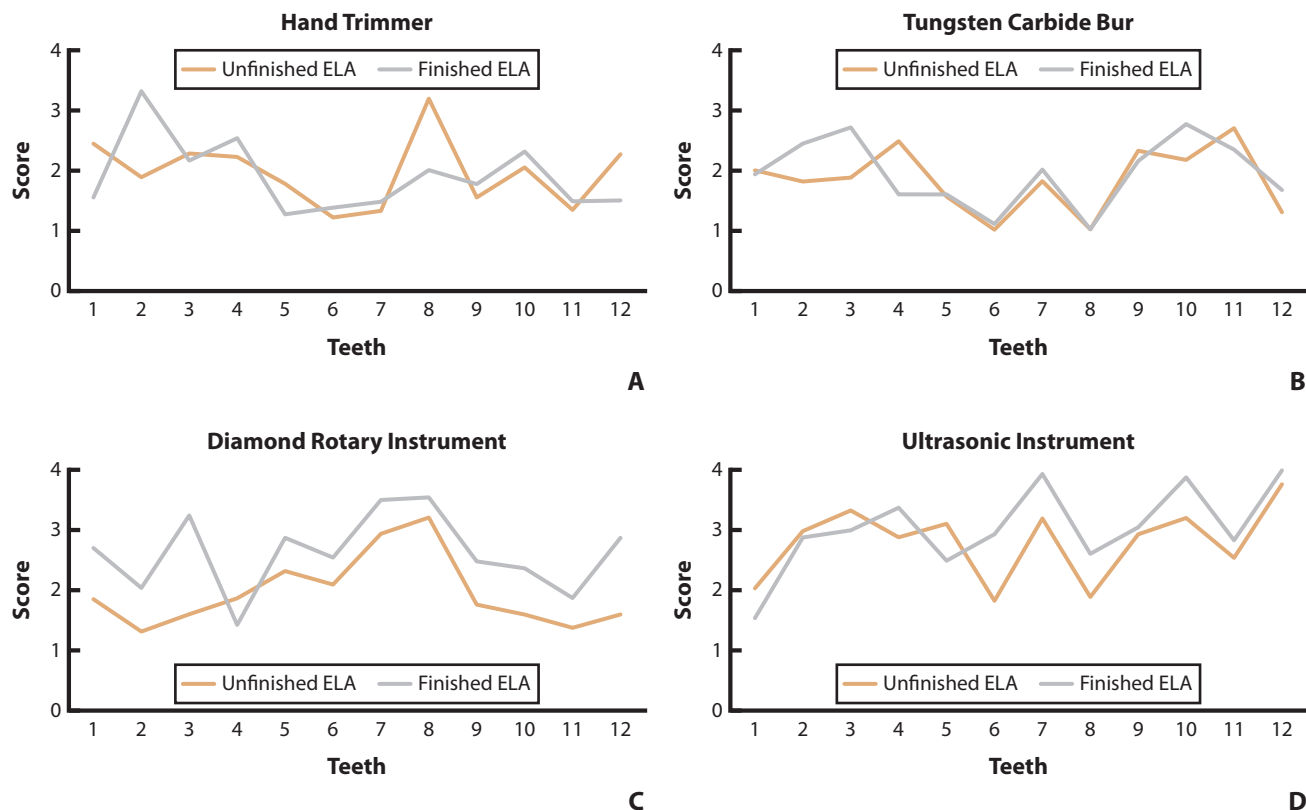 Hand Trimmer
4
3
2
1
0
Score
Unfinished ELA Finished ELA
1 2 3 4 5 6 7 8 9 10 11 12
Teeth
A
Tungsten Carbide Bur
4
3
2
1
0
Score
Unfinished ELA Finished ELA
1 2 3 4 5 6 7 8 9 10 11 12
Teeth
B
Diamond Rotary Instrument
4
3
2
1
0
Score
Unfinished ELA Finished ELA
1 2 3 4 5 6 7 8 9 10 11 12
Teeth
C
Ultrasonic Instrument
4
3
2
1
0
Score
Unfinished ELA Finished ELA
1 2 3 4 5 6 7 8 9 10 11 12
Teeth
D